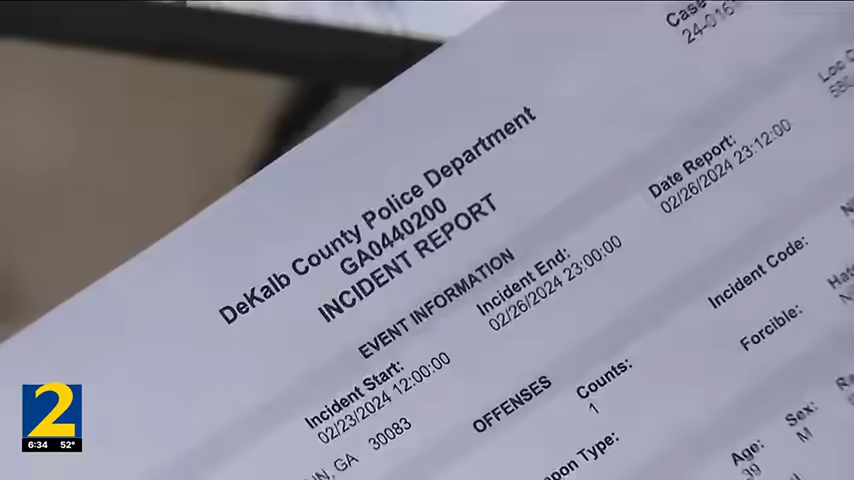 Case
24-016
DeKalb County Police Department
GA0440200
INCIDENT REPORT
Loc
EVENT INFORMATION
Date Report:
02/26/2024 23:12:00
Incident Start:
02/23/2024 12:00:00
Incident End:
02/26/2024 23:00:00
GA 30083
Incident Code:
OFFENSES
Counts:
1
Forcible:
Type:
Age:
Sex:
M
2
6:34 52°